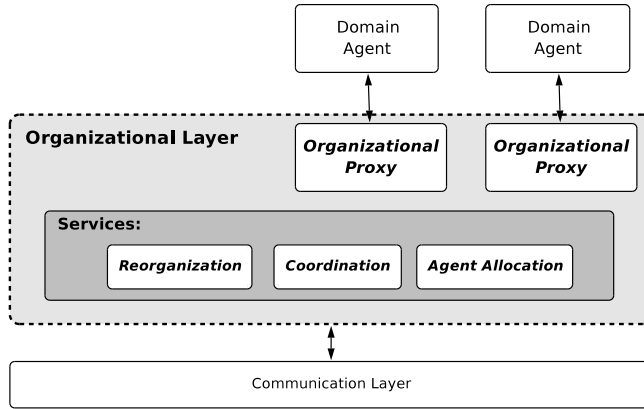 Domain
Agent
Domain
Agent
Organizational Layer
Organizational
Proxy
Organizational
Proxy
Services:
Reorganization
Coordination
Agent Allocation
Communication Layer